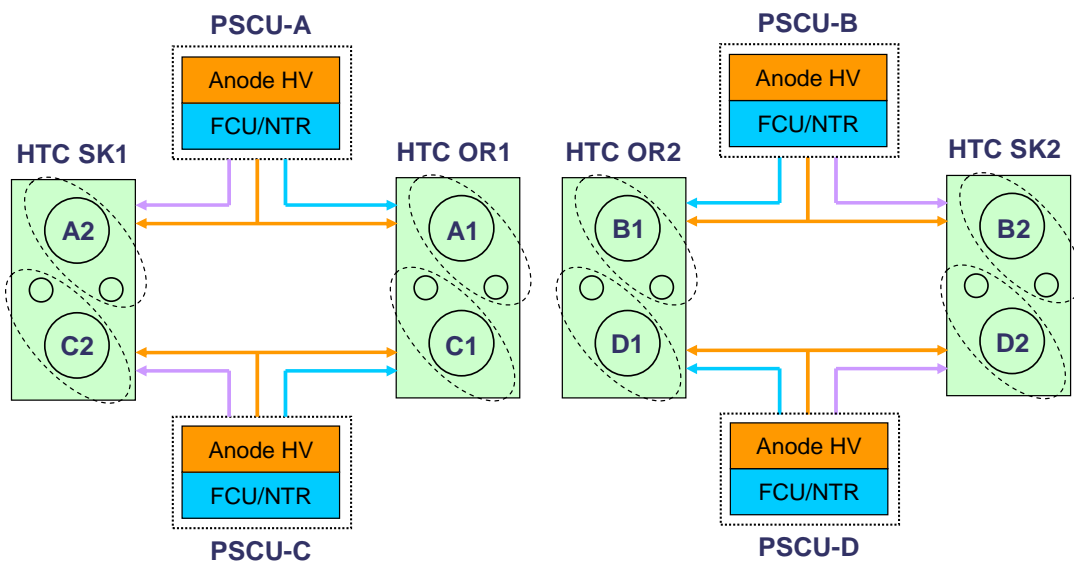 PSCU-A
PSCU-B
Anode HV
FCU/NTR
Anode HV
FCU/NTR
HTC SK1
HTC OR1
HTC OR2
HTC SK2
A2
A1
B1
B2
C2
C1
D1
D2
Anode HV
FCU/NTR
Anode HV
FCU/NTR
PSCU-C
PSCU-D